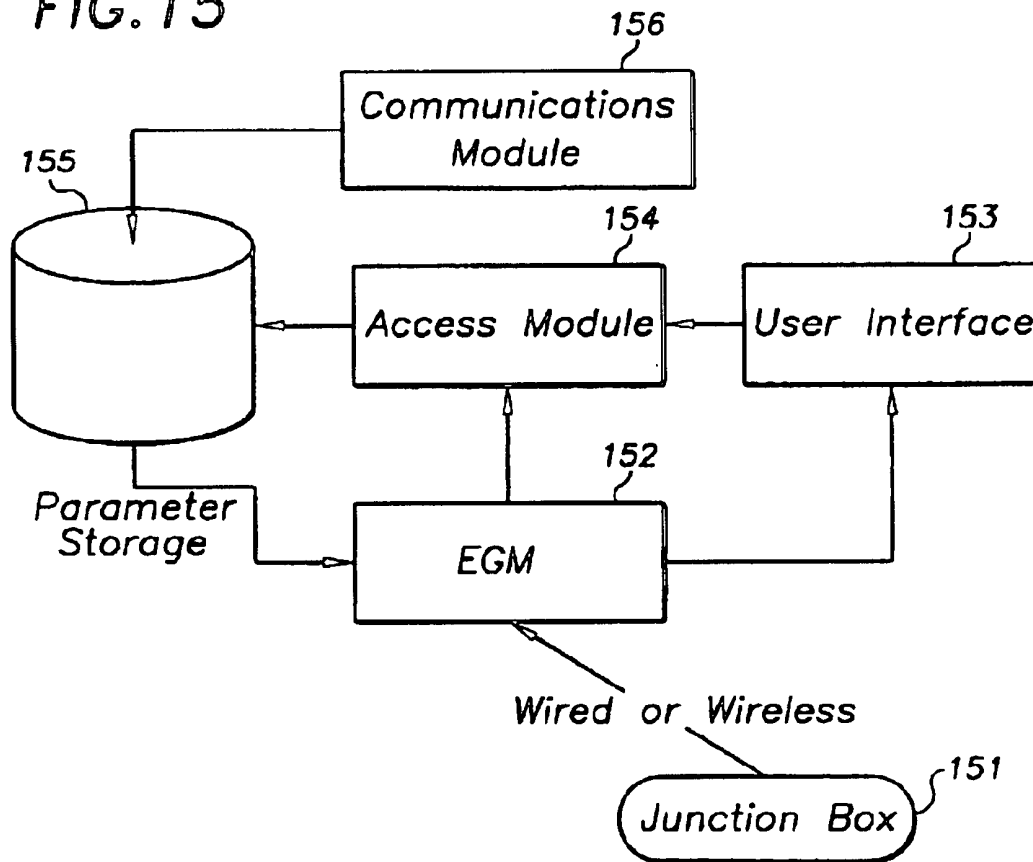 FIG. 15
156
Communications
Module
155
154
153
Access Module
User Interface
152
Parameter
Storage
EGM
Wired or Wireless
151
Junction Box